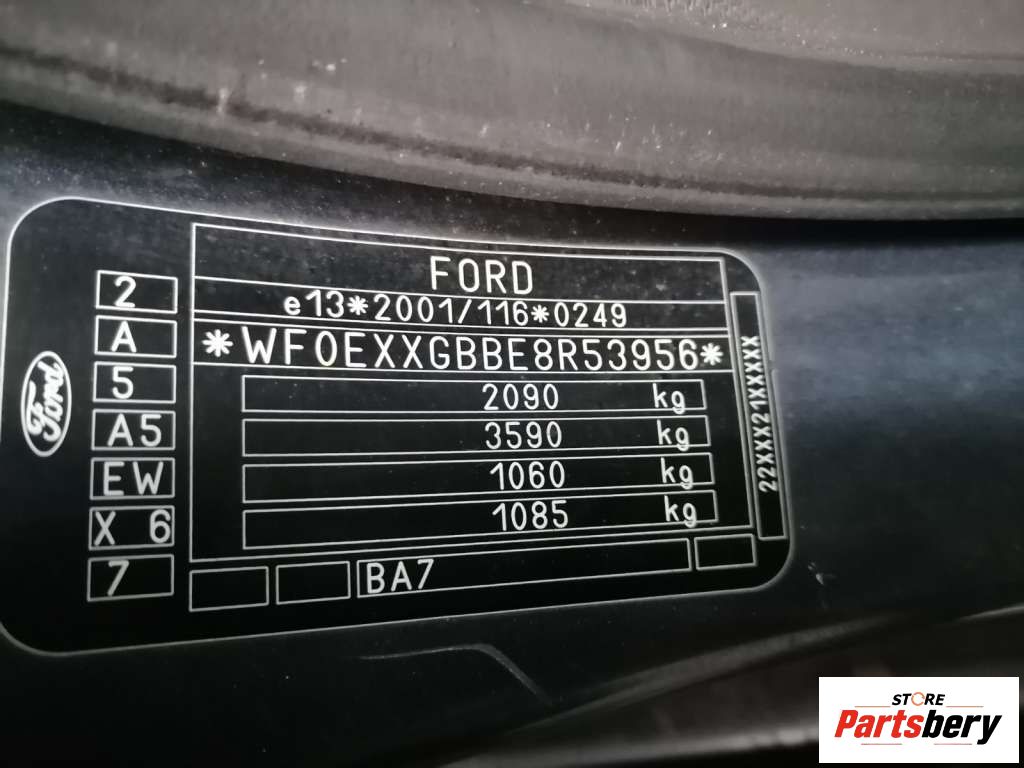 Ford
2
A
5
A5
EW
X 6
7
FORD
e13*2001/116*0249
*WF0EXXGBBE8R53956*
2090 kg
3590 kg
1060 kg
1085 kg
BA7
22XXX21XXXXX
STORE
Partsbery